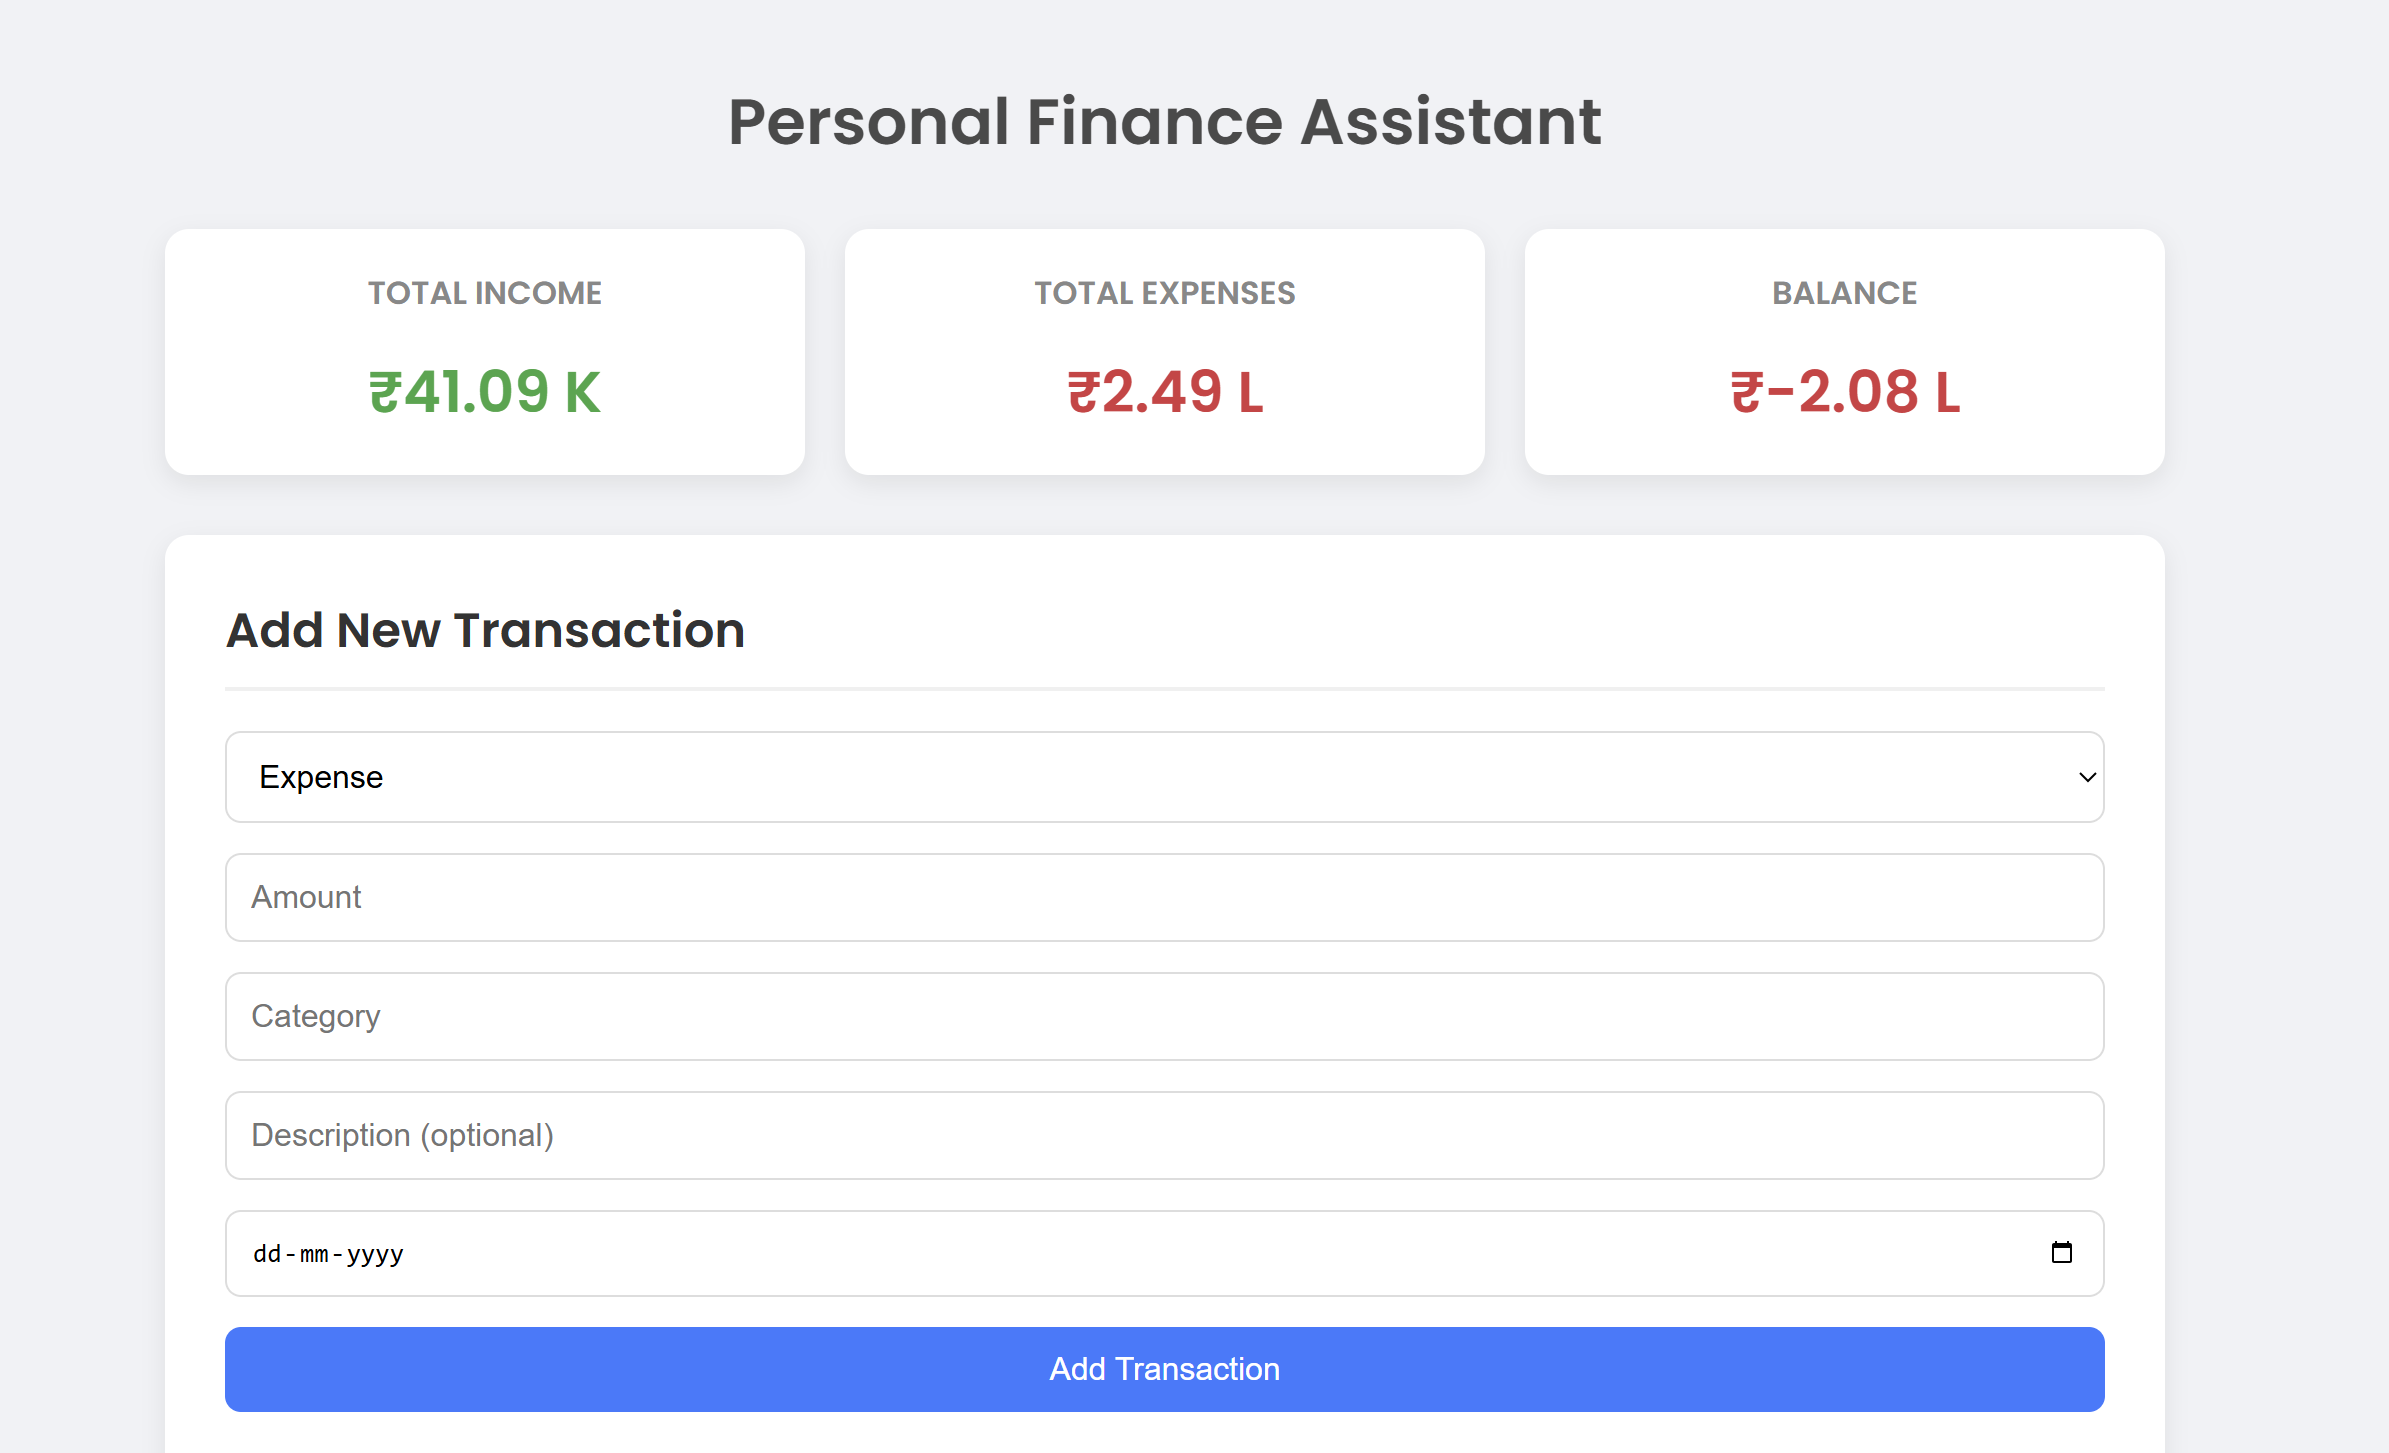 Personal Finance Assistant
TOTAL INCOME
₹41.09 K
TOTAL EXPENSES
₹2.49 L
BALANCE
₹-2.08 L
Add New Transaction
Expense
Amount
Category
Description (optional)
dd-mm-yyyy
Add Transaction